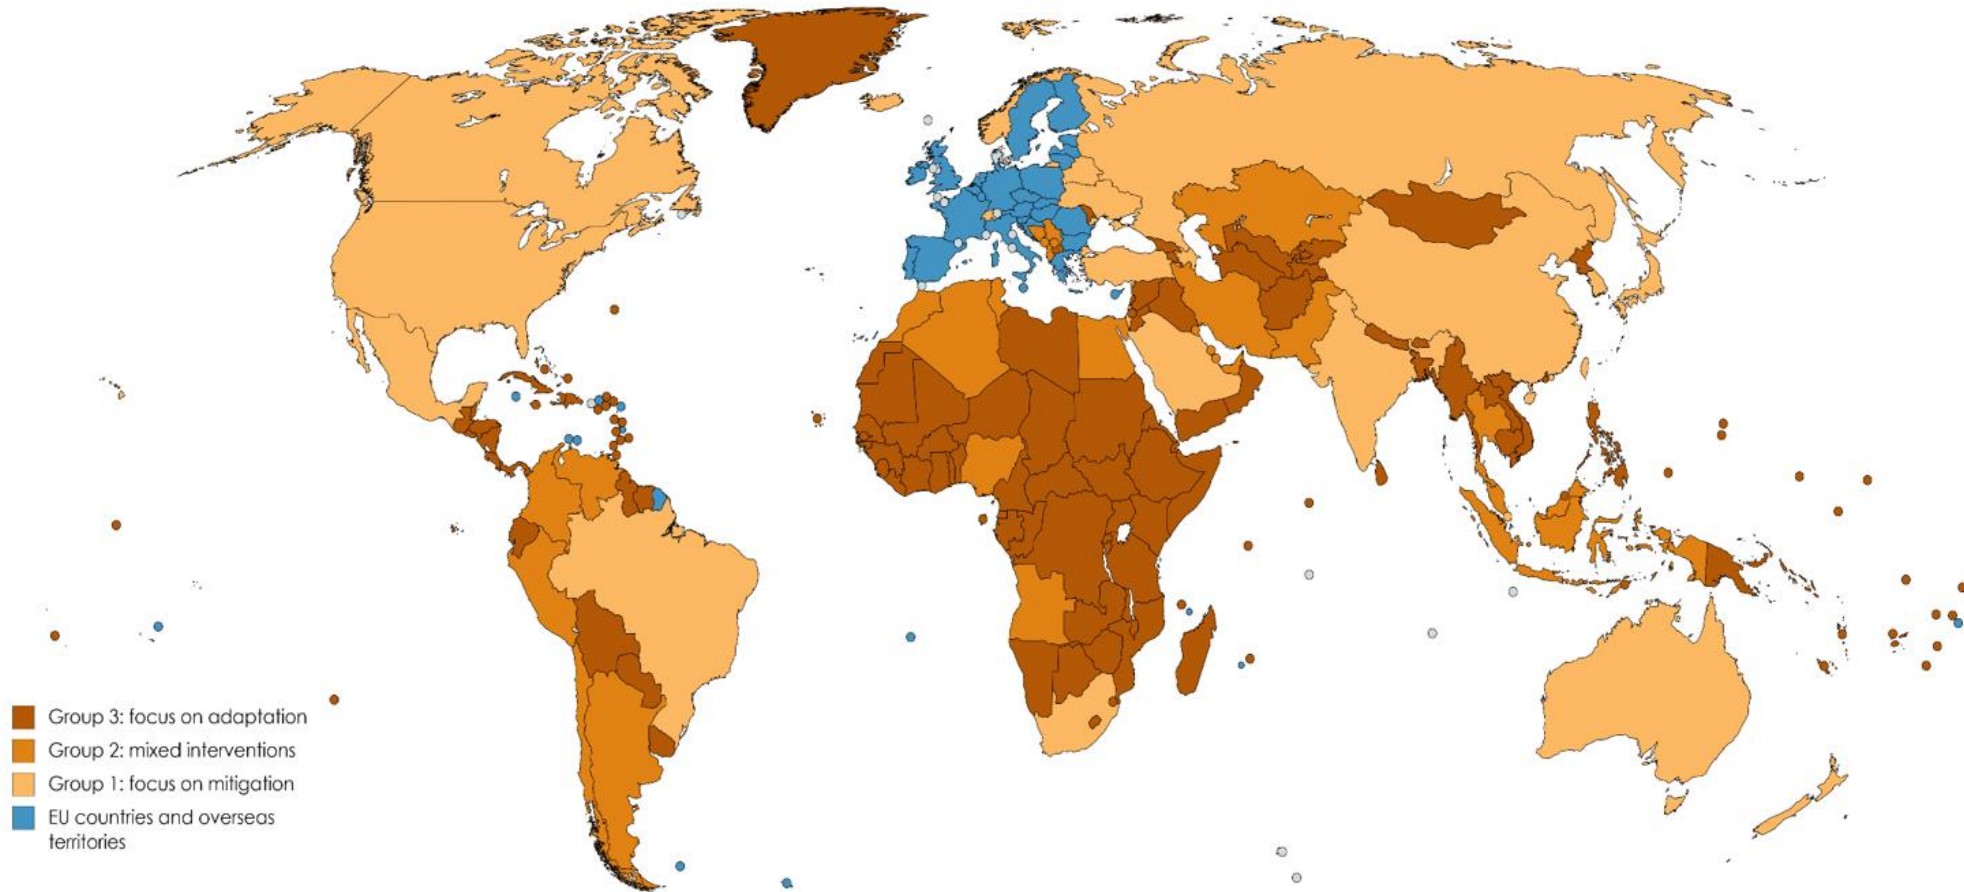 Group 3: focus on adaptation
Group 2: mixed interventions
Group 1: focus on mitigation
EU countries and overseas
territories